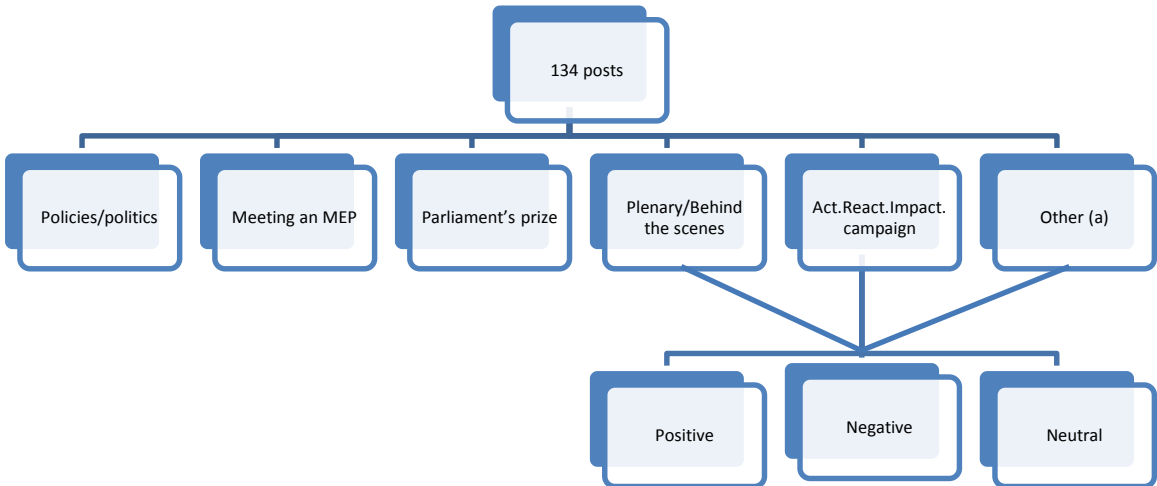 134 posts
Policies/politics
Meeting an MEP
Parliament’s prize
Plenary/Behind
the scenes
Act.React.Impact.
campaign
Other (a)
Positive
Negative
Neutral